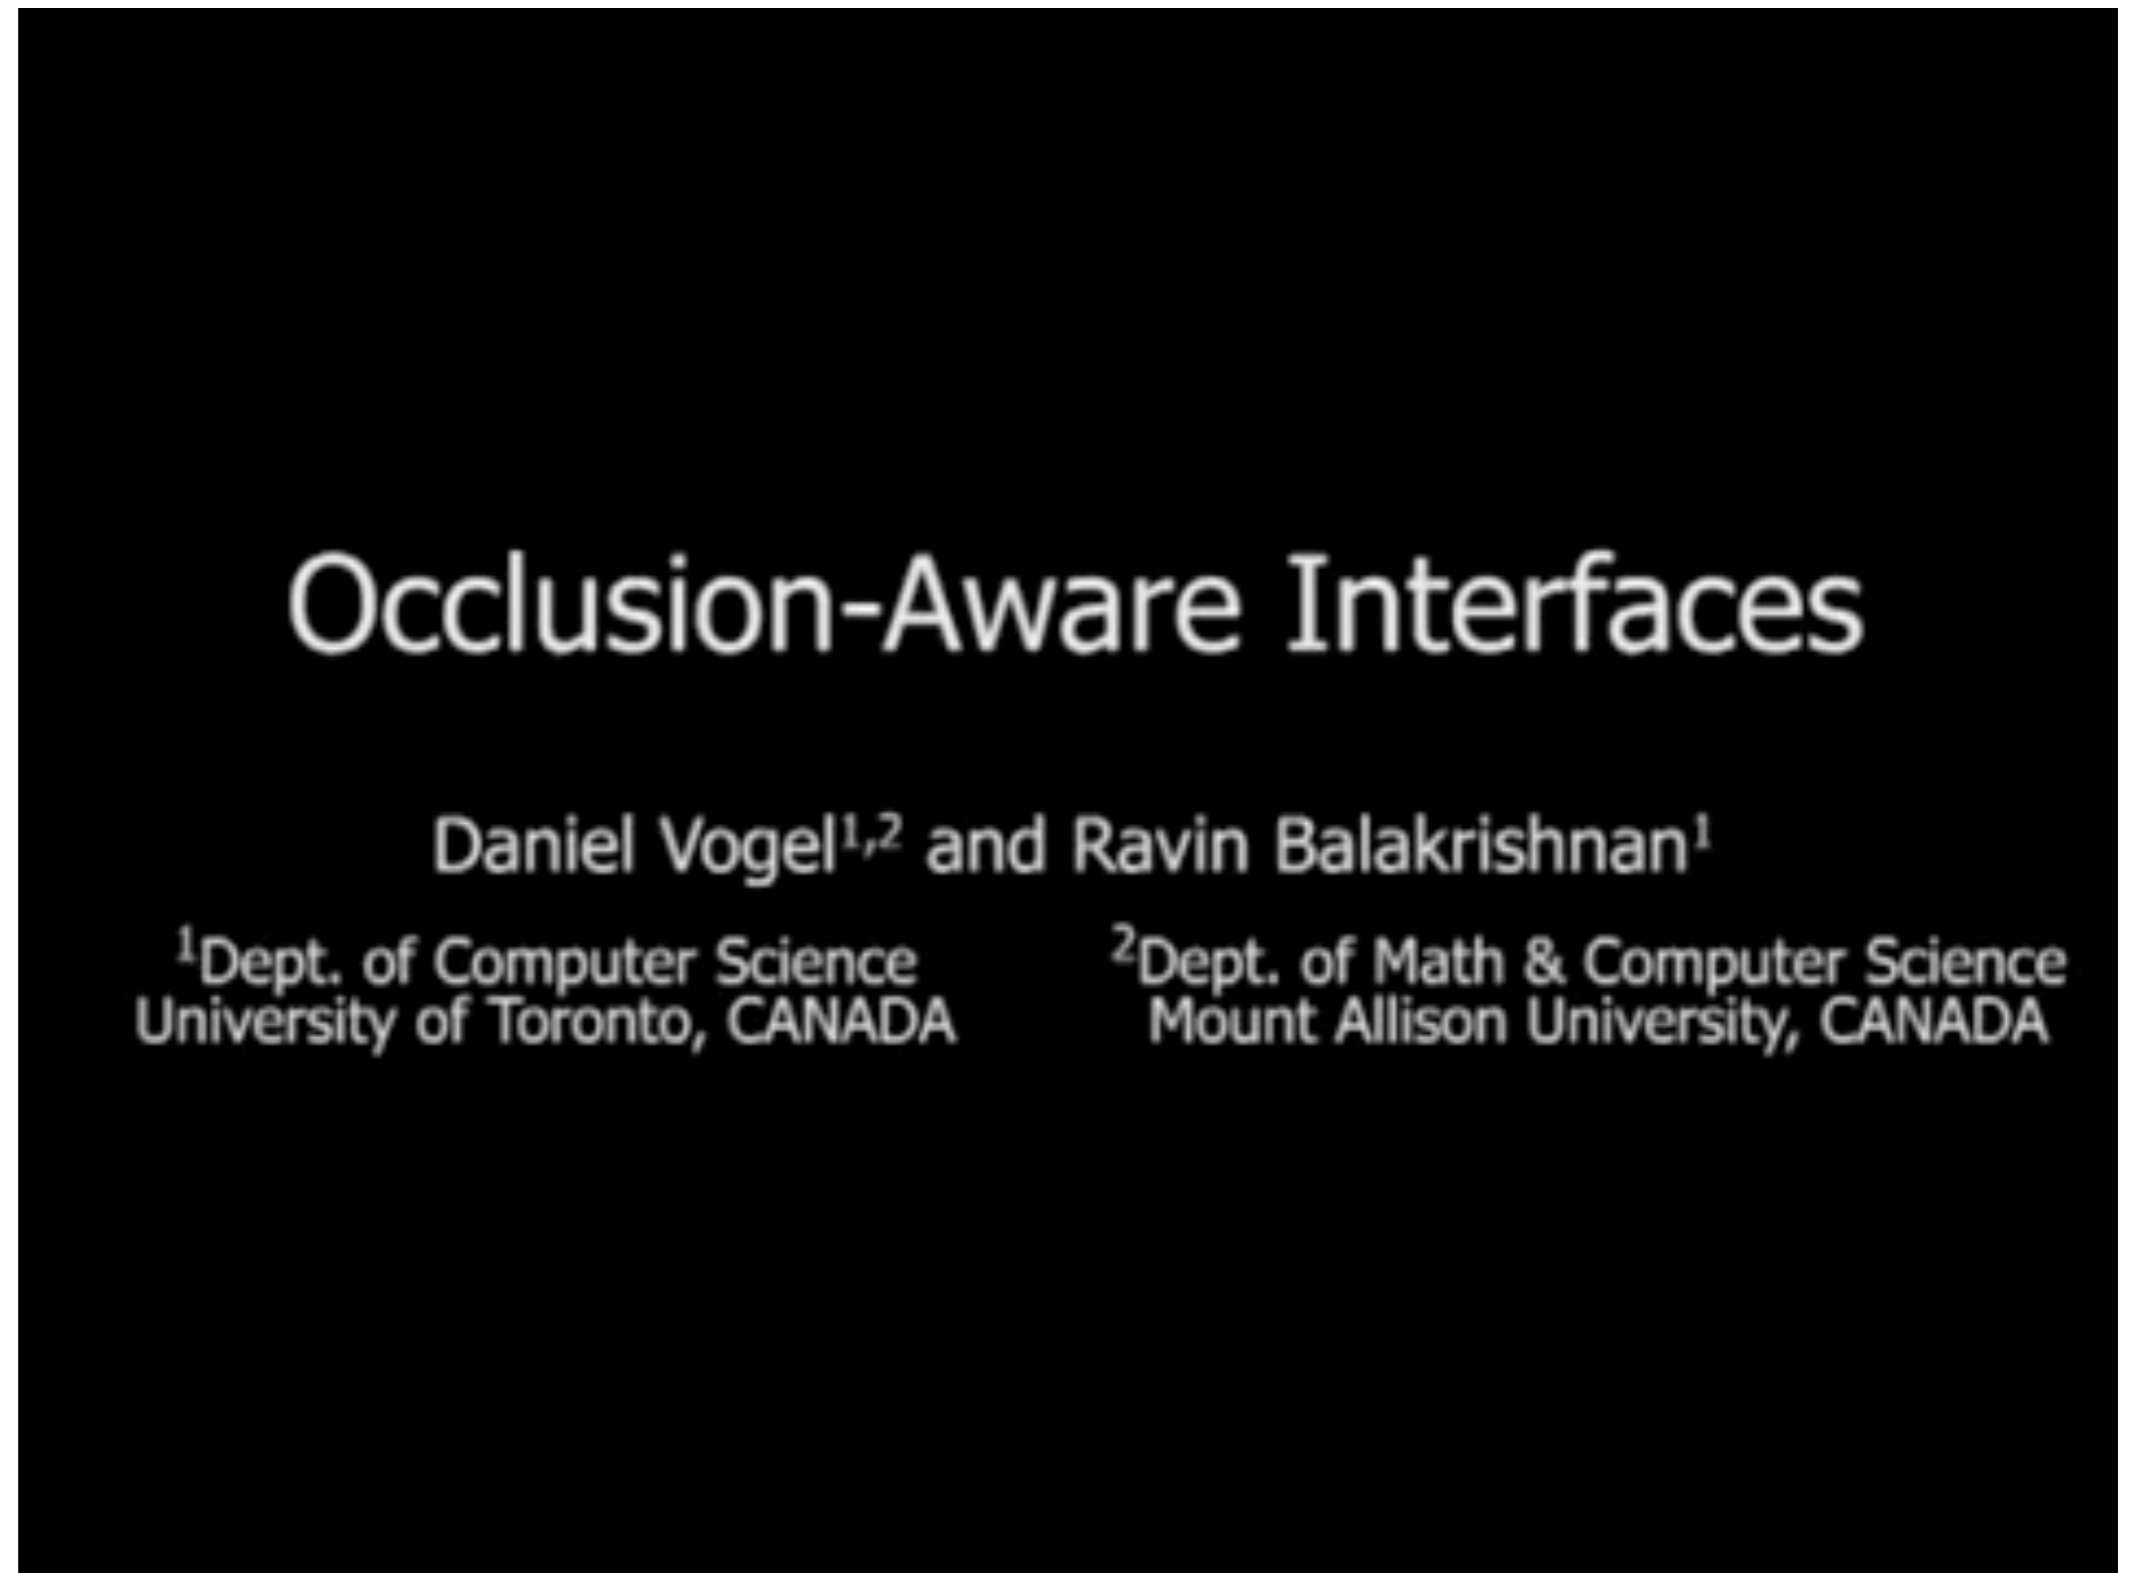 Occlusion-Aware Interfaces
Daniel Vogel1,2 and Ravin Balakrishnan1
1Dept. of Computer Science
University of Toronto, CANADA
2Dept. of Math & Computer Science
Mount Allison University, CANADA